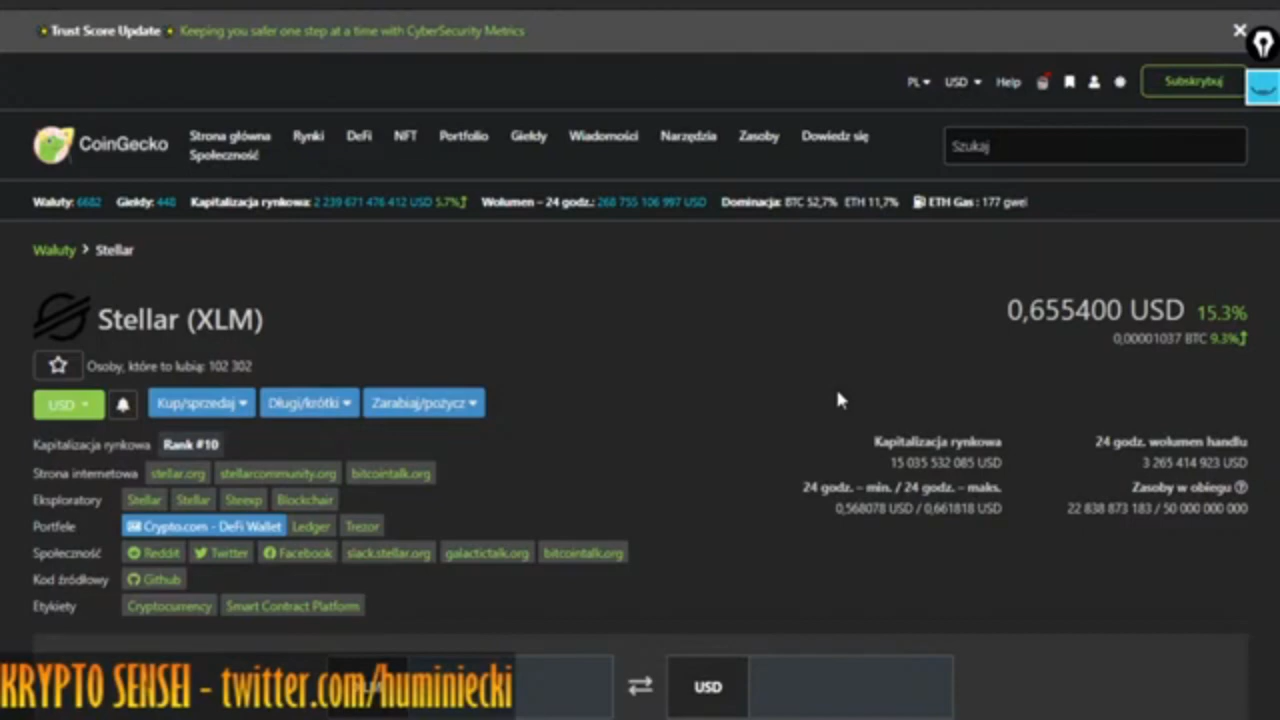 Trust Score Update Keeping you safer one step at a time with CyberSecurity Metrics
PL USD Help Subskrybuj
CoinGecko Strona główna Rynki DeFi NFT Portfolio Giełdy Wiadomości Narzędzia Zasoby Dowiedz się Szukaj
Społeczność
Waluty: 6682 Giełdy: 448 Kapitalizacja rynkowa: 2 239 671 476 412 USD 5.7% Wolumen – 24 godz.: 268 755 106 997 USD Dominacja: BTC 52,7% ETH 11,7% ETH Gas : 177 gwei
Waluty > Stellar
Stellar (XLM) 0,655400 USD 15.3%
0,00001037 BTC 9.3%
Osoby, które to lubią: 102 302
USD Kup/sprzedaj Długi/krótki Zarabiaj/pożycz
Kapitalizacja rynkowa Rank #10 Kapitalizacja rynkowa 24 godz. wolumen handlu
15 035 532 085 USD 3 265 414 923 USD
Strona internetowa stellar.org stellarcommunity.org bitcointalk.org
24 godz. – min. / 24 godz. – maks. Zasoby w obiegu
Eksploratory Stellar Stellar Steexp Blockchair
0,568078 USD / 0,661818 USD 22 838 873 183 / 50 000 000 000
Portfele Crypto.com - DeFi Wallet Ledger Trezor
Społeczność Reddit Twitter Facebook slack.stellar.org galactictalk.org bitcointalk.org
Kod źródłowy Github
Etykiety Cryptocurrency Smart Contract Platform
KRYPTO SENSEI - twitter.com/huminiecki USD